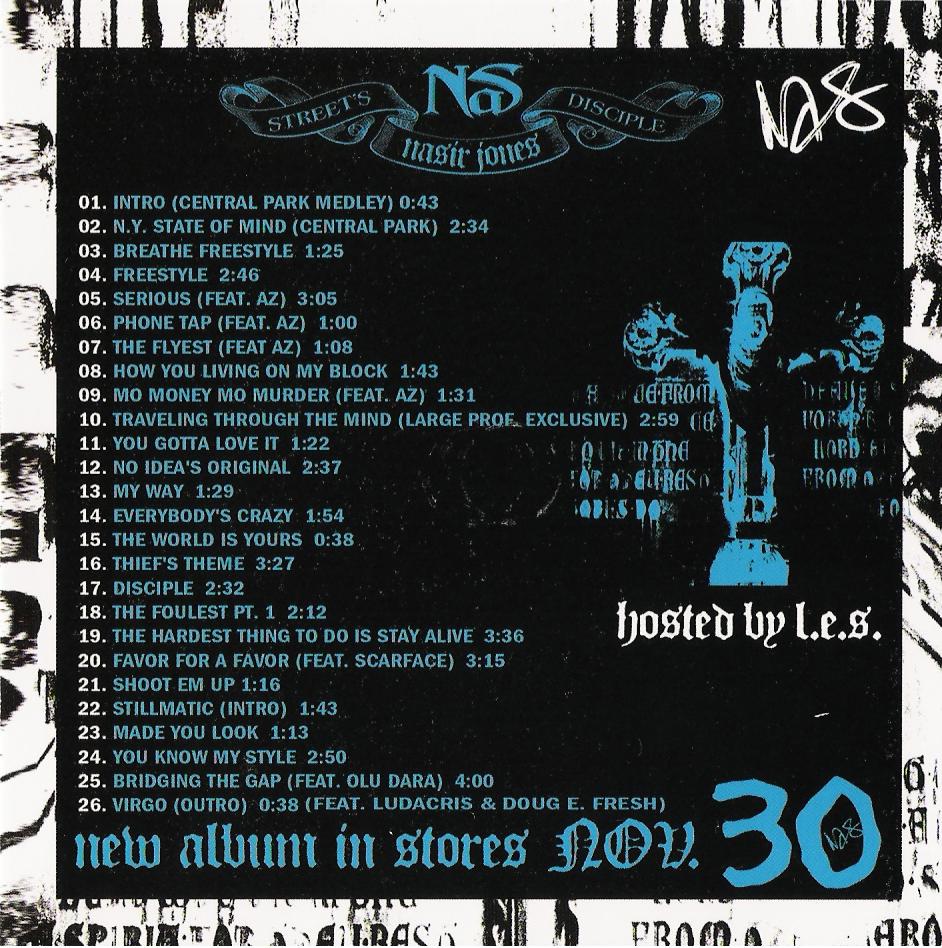 NaS
STREET'S DISCIPLE
nasir jones
Nas
01. INTRO (CENTRAL PARK MEDLEY) 0:43
02. N.Y. STATE OF MIND (CENTRAL PARK) 2:34
03. BREATHE FREESTYLE 1:25
04. FREESTYLE 2:46
05. SERIOUS (FEAT. AZ) 3:05
06. PHONE TAP (FEAT. AZ) 1:00
07. THE FLYEST (FEAT AZ) 1:08
08. HOW YOU LIVING ON MY BLOCK 1:43
09. MO MONEY MO MURDER (FEAT. AZ) 1:31
10. TRAVELING THROUGH THE MIND (LARGE PROF. EXCLUSIVE) 2:59
11. YOU GOTTA LOVE IT 1:22
12. NO IDEA'S ORIGINAL 2:37
13. MY WAY 1:29
14. EVERYBODY'S CRAZY 1:54
15. THE WORLD IS YOURS 0:38
16. THIEF'S THEME 3:27
17. DISCIPLE 2:32
18. THE FOULEST PT. 1 2:12
19. THE HARDEST THING TO DO IS STAY ALIVE 3:36
20. FAVOR FOR A FAVOR (FEAT. SCARFACE) 3:15
21. SHOOT EM UP 1:16
22. STILLMATIC (INTRO) 1:43
23. MADE YOU LOOK 1:13
24. YOU KNOW MY STYLE 2:50
25. BRIDGING THE GAP (FEAT. OLU DARA) 4:00
26. VIRGO (OUTRO) 0:38 (FEAT. LUDACRIS & DOUG E. FRESH)
hosted by l.e.s.
new album in stores NOV. 30
Nas
FROM